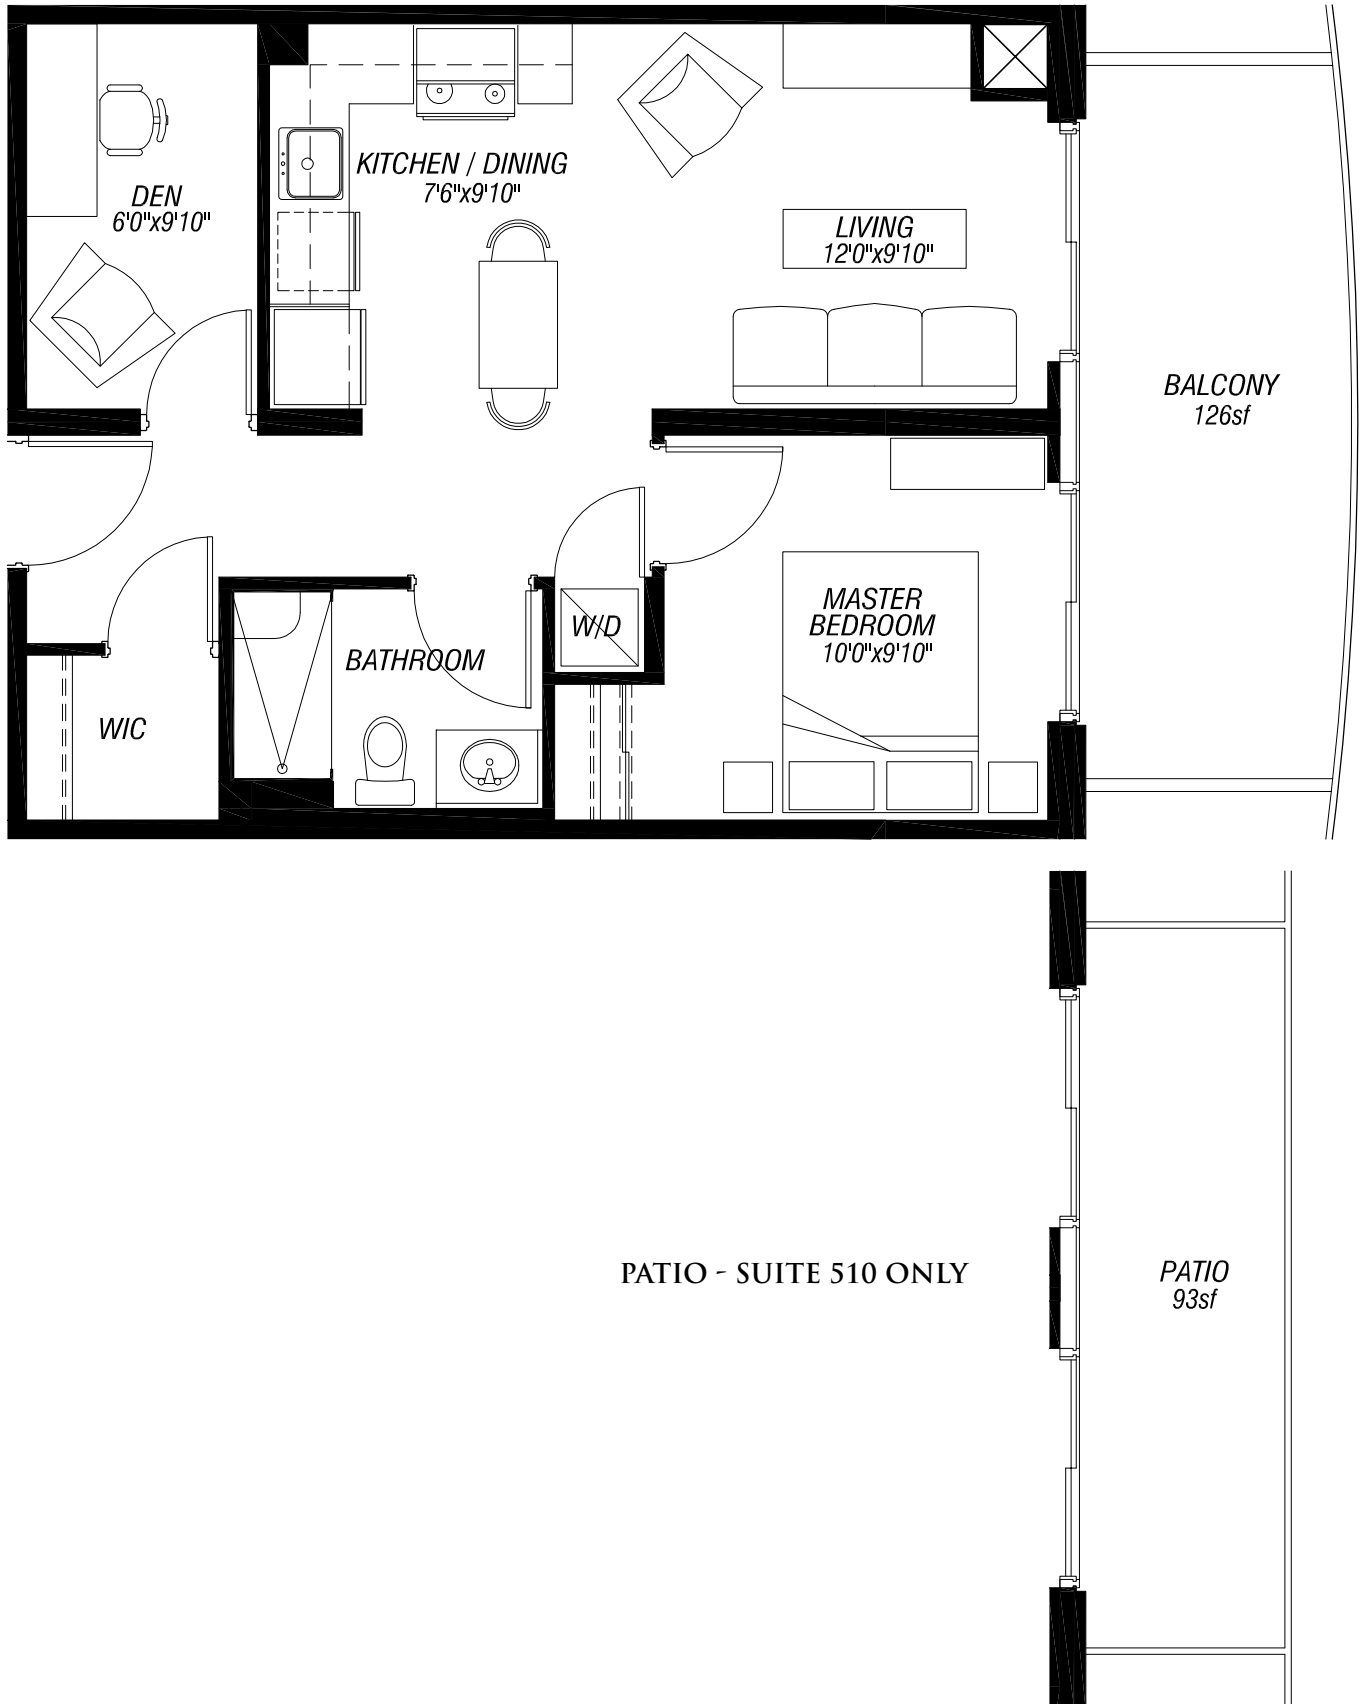 KITCHEN / DINING
7'6"x9'10"
DEN
6'0"x9'10"
LIVING
12'0"x9'10"
BALCONY
126sf
MASTER
BEDROOM
10'0"x9'10"
W/D
BATHROOM
WIC
PATIO - SUITE 510 ONLY
PATIO
93sf